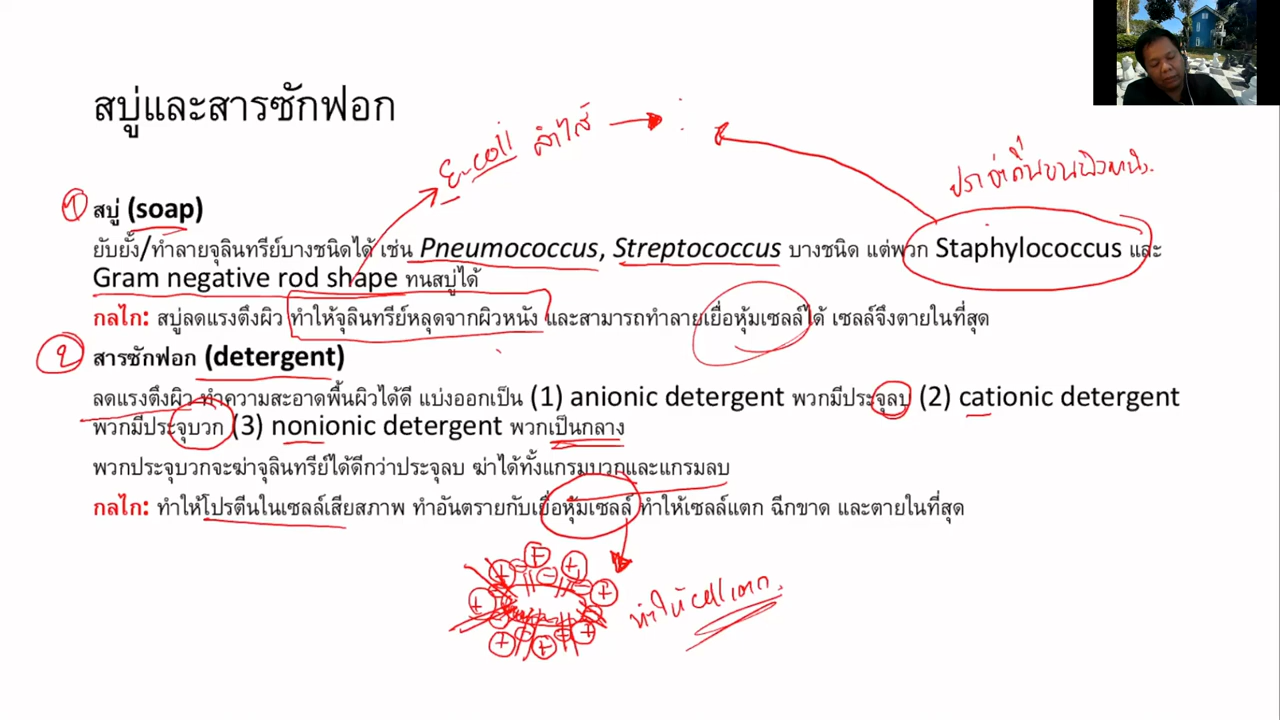 สบู่และสารซักฟอก
E-coli ลำไส้
ประจำถิ่นบนผิวหนัง
1 สบู่ (soap)
ยับยั้ง/ทำลายจุลินทรีย์บางชนิดได้ เช่น Pneumococcus, Streptococcus บางชนิด แต่พวก Staphylococcus และ
Gram negative rod shape ทนสบู่ได้
กลไก: สบู่ลดแรงตึงผิว ทำให้จุลินทรีย์หลุดจากผิวหนัง และสามารถทำลายเยื่อหุ้มเซลล์ได้ เซลล์จึงตายในที่สุด
2 สารซักฟอก (detergent)
ลดแรงตึงผิว ทำความสะอาดพื้นผิวได้ดี แบ่งออกเป็น (1) anionic detergent พวกมีประจุลบ (2) cationic detergent
พวกมีประจุบวก (3) nonionic detergent พวกเป็นกลาง
พวกประจุบวกจะฆ่าจุลินทรีย์ได้ดีกว่าประจุลบ ฆ่าได้ทั้งแกรมบวกและแกรมลบ
กลไก: ทำให้โปรตีนในเซลล์เสียสภาพ ทำอันตรายกับเยื่อหุ้มเซลล์ ทำให้เซลล์แตก ฉีกขาด และตายในที่สุด
ทำให้ cell แตก